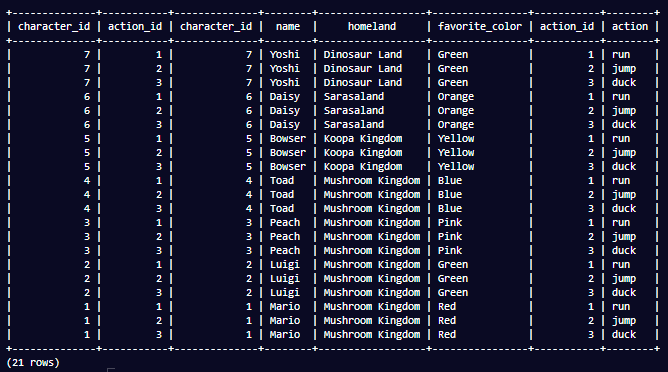 +--------------+-----------+--------------+--------+------------------+----------------+-----------+--------+
| character_id | action_id | character_id | name | homeland | favorite_color | action_id | action |
+--------------+-----------+--------------+--------+------------------+----------------+-----------+--------+
| 7 | 1 | 7 | Yoshi | Dinosaur Land | Green | 1 | run |
| 7 | 2 | 7 | Yoshi | Dinosaur Land | Green | 2 | jump |
| 7 | 3 | 7 | Yoshi | Dinosaur Land | Green | 3 | duck |
| 6 | 1 | 6 | Daisy | Sarasaland | Orange | 1 | run |
| 6 | 2 | 6 | Daisy | Sarasaland | Orange | 2 | jump |
| 6 | 3 | 6 | Daisy | Sarasaland | Orange | 3 | duck |
| 5 | 1 | 5 | Bowser | Koopa Kingdom | Yellow | 1 | run |
| 5 | 2 | 5 | Bowser | Koopa Kingdom | Yellow | 2 | jump |
| 5 | 3 | 5 | Bowser | Koopa Kingdom | Yellow | 3 | duck |
| 4 | 1 | 4 | Toad | Mushroom Kingdom | Blue | 1 | run |
| 4 | 2 | 4 | Toad | Mushroom Kingdom | Blue | 2 | jump |
| 4 | 3 | 4 | Toad | Mushroom Kingdom | Blue | 3 | duck |
| 3 | 1 | 3 | Peach | Mushroom Kingdom | Pink | 1 | run |
| 3 | 2 | 3 | Peach | Mushroom Kingdom | Pink | 2 | jump |
| 3 | 3 | 3 | Peach | Mushroom Kingdom | Pink | 3 | duck |
| 2 | 1 | 2 | Luigi | Mushroom Kingdom | Green | 1 | run |
| 2 | 2 | 2 | Luigi | Mushroom Kingdom | Green | 2 | jump |
| 2 | 3 | 2 | Luigi | Mushroom Kingdom | Green | 3 | duck |
| 1 | 1 | 1 | Mario | Mushroom Kingdom | Red | 1 | run |
| 1 | 2 | 1 | Mario | Mushroom Kingdom | Red | 2 | jump |
| 1 | 3 | 1 | Mario | Mushroom Kingdom | Red | 3 | duck |
+--------------+-----------+--------------+--------+------------------+----------------+-----------+--------+
(21 rows)